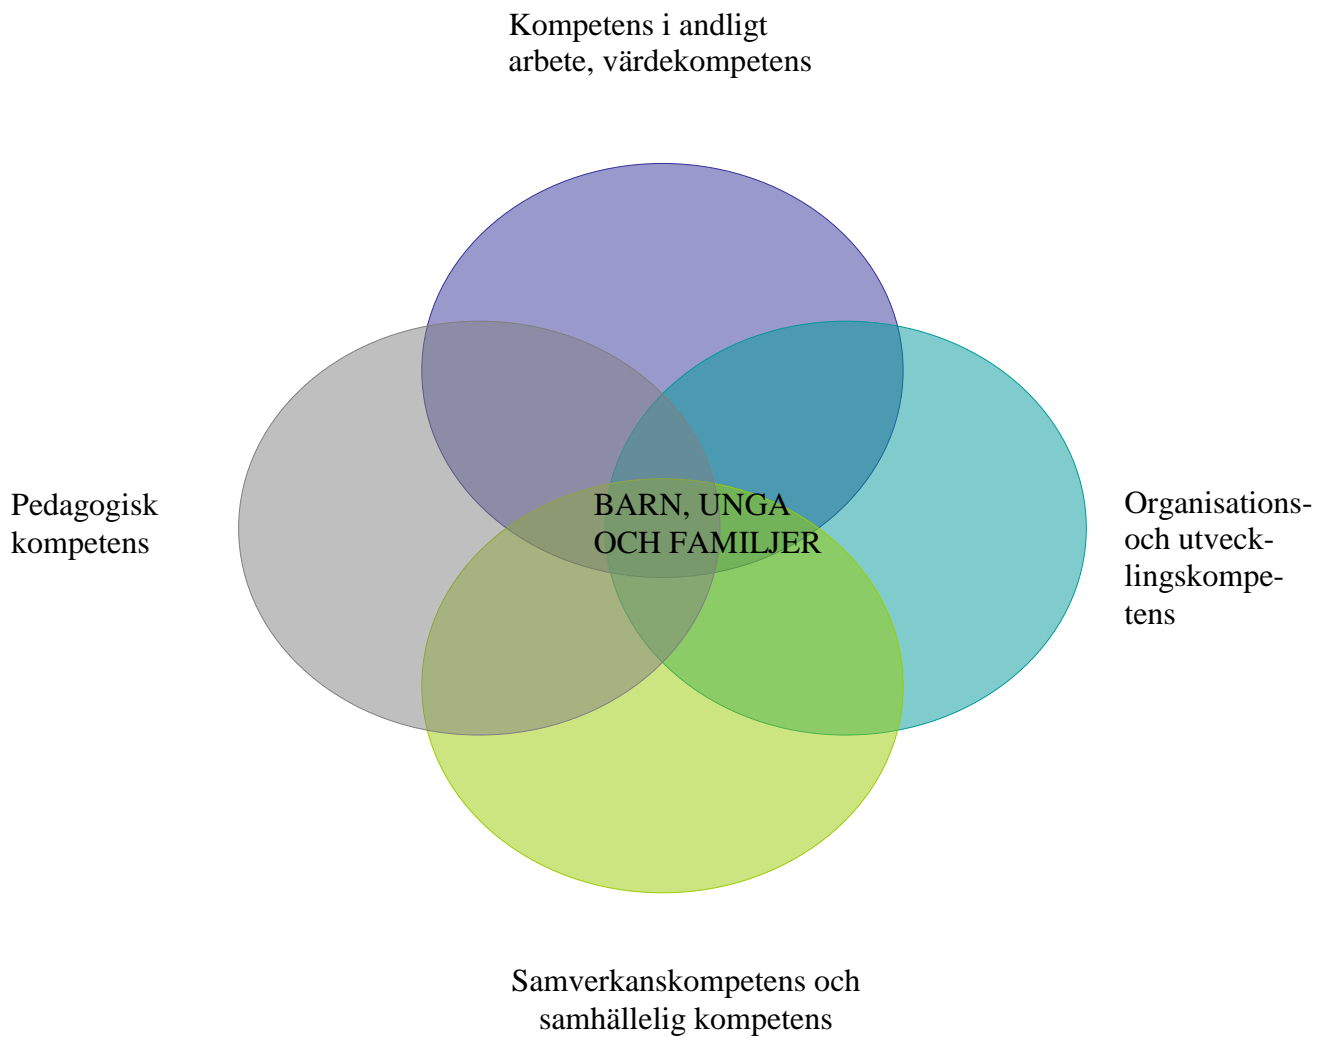 Kompetens i andligt
arbete, värdekompetens
Pedagogisk
kompetens
BARN, UNGA
OCH FAMILJER
Organisations-
och utveck-
lingskompe-
tens
Samverkanskompetens och
samhällelig kompetens